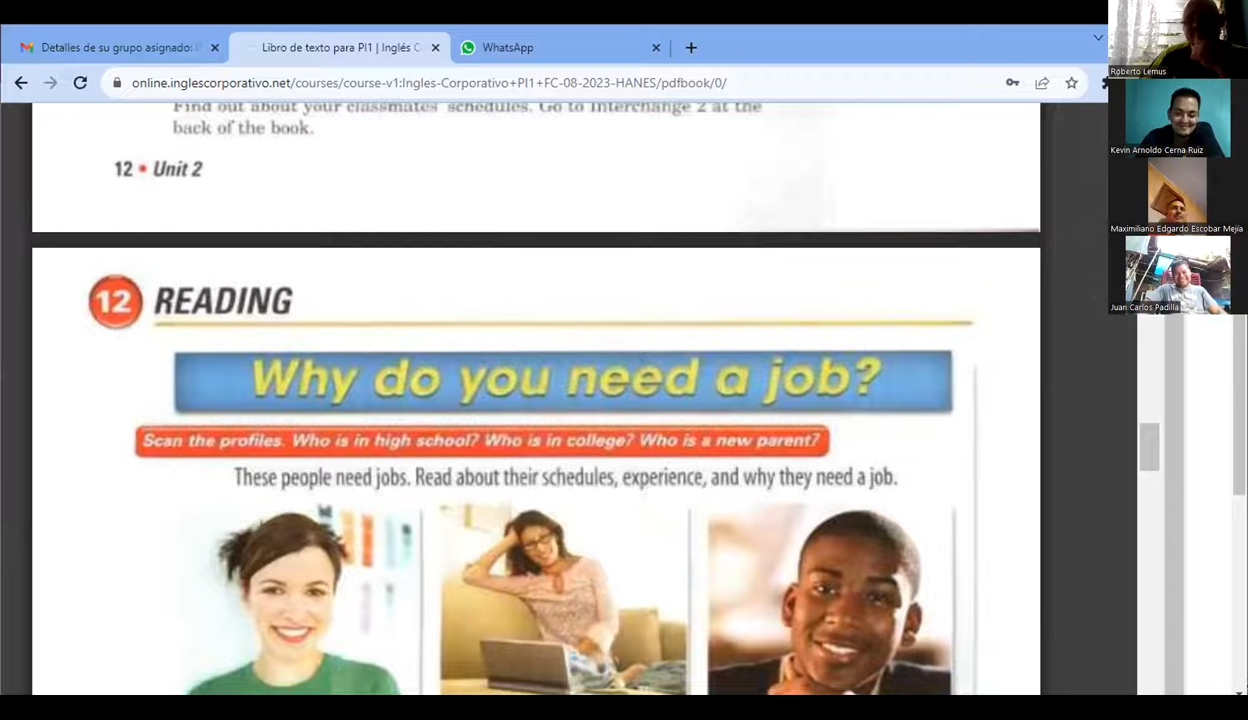 Detalles de su grupo asignado:
Libro de texto para PI1 | Inglés C
WhatsApp
online.inglescorporativo.net/courses/course-v1:Ingles-Corporativo+PI1+FC-08-2023-HANES/pdfbook/0/
Find out about your classmates schedules. Go to Interchange 2 at the
back of the book.
12 • Unit 2
12 READING
Why do you need a job?
Scan the profiles. Who is in high school? Who is in college? Who is a new parent?
These people need jobs. Read about their schedules, experience, and why they need a job.
Roberto Lemus
Kevin Arnoldo Cerna Ruiz
Maximiliano Edgardo Escobar Mejía
Juan Carlos Padilla